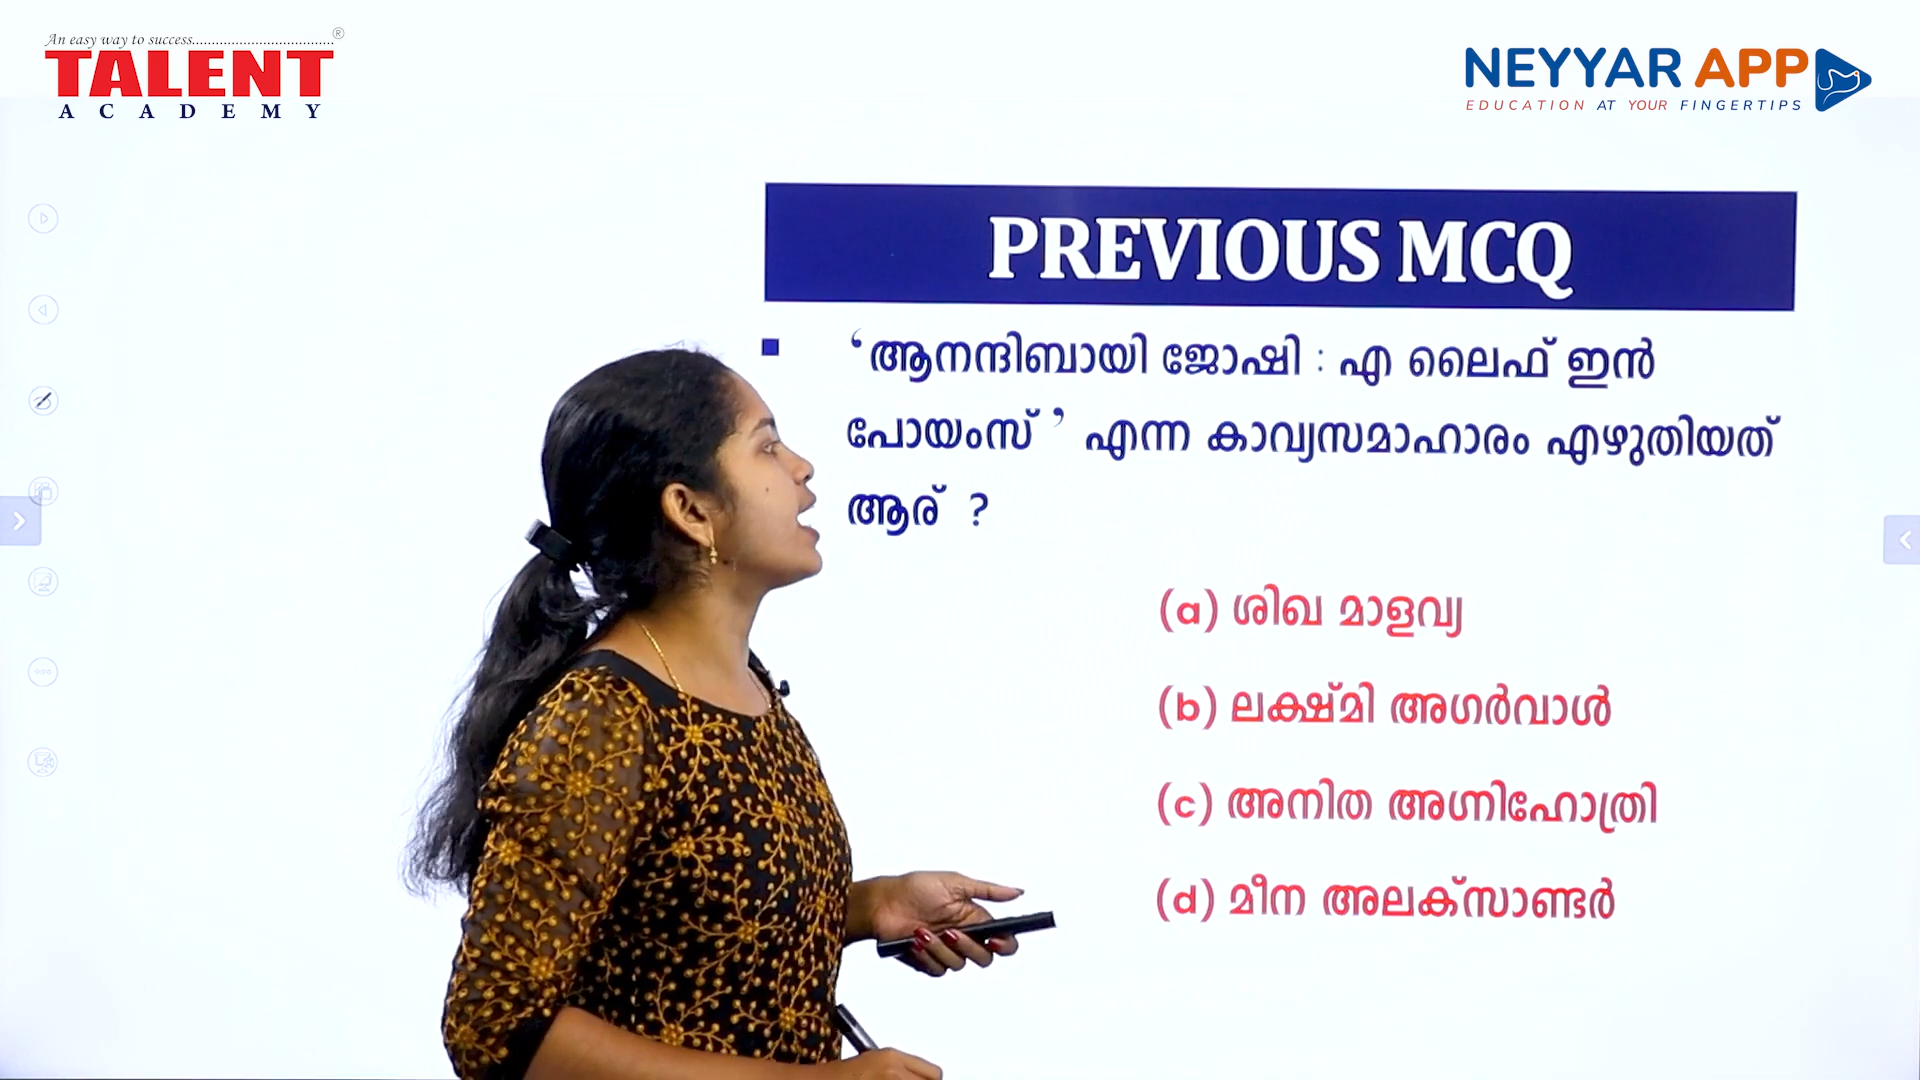 An easy way to success....................................®
TALENT
ACADEMY
NEYYAR APP
EDUCATION AT YOUR FINGERTIPS
PREVIOUS MCQ
‘ആനന്ദിബായി ജോഷി : എ ലൈഫ് ഇൻ
പോയംസ് ’ എന്ന കാവ്യസമാഹാരം എഴുതിയത്
ആര് ?
(a) ശിഖ മാളവ്യ
(b) ലക്ഷ്മി അഗർവാൾ
(c) അനിത അഗ്നിഹോത്രി
(d) മീന അലക്സാണ്ടർ